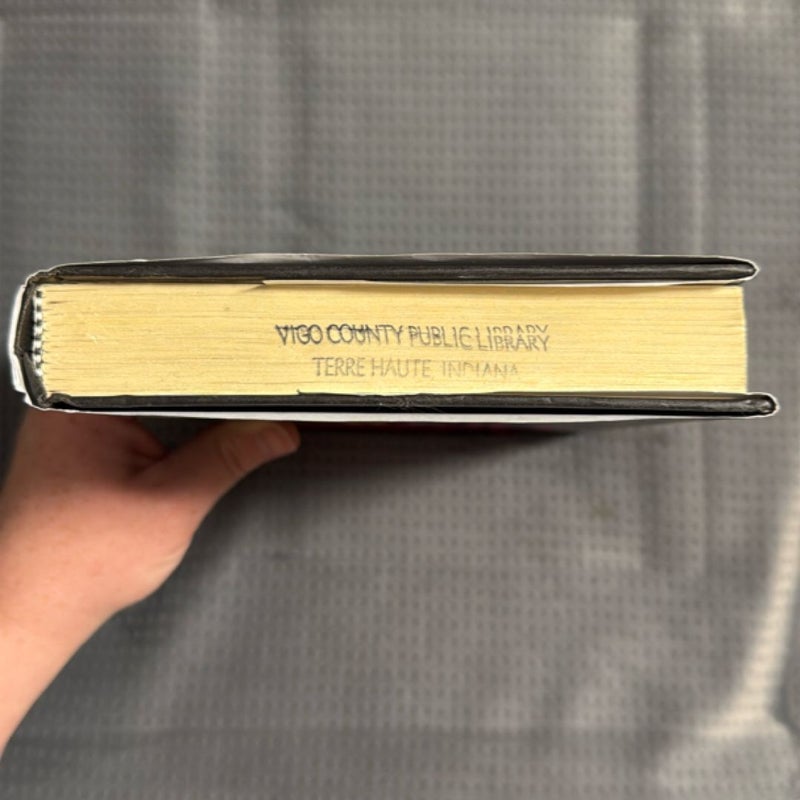 VIGO COUNTY PUBLIC LIBRARY
TERRE HAUTE, INDIANA